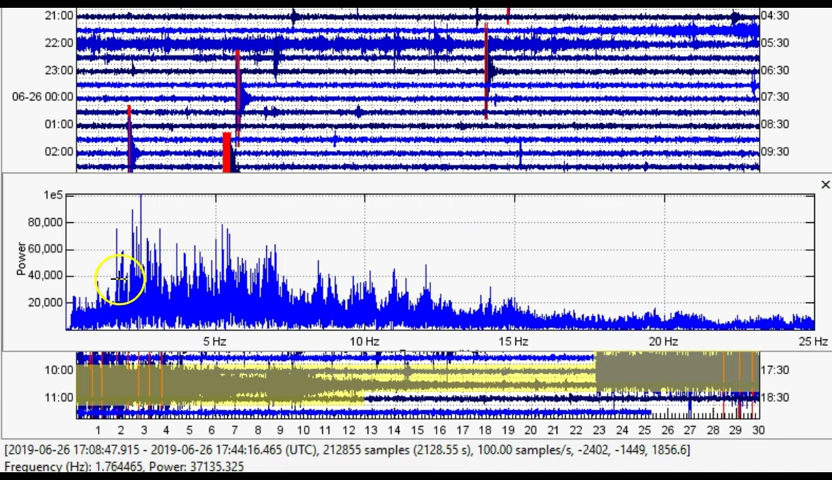 21:00 04:30
22:00 05:30
23:00 06:30
06-26 00:00 07:30
01:00 08:30
02:00 09:30
×
1e5
80,000
60,000
40,000
20,000
Power
5 Hz 10 Hz 15 Hz 20 Hz 25 Hz
10:00 17:30
11:00 18:30
1 2 3 4 5 6 7 8 9 10 11 12 13 14 15 16 17 18 19 20 21 22 23 24 25 26 27 28 29 30
[2019-06-26 17:08:47.915 - 2019-06-26 17:44:16.465 (UTC), 212855 samples (2128.55 s), 100.00 samples/s, -2402, -1449, 1856.6]
Frequency (Hz): 1.764465, Power: 37135.325